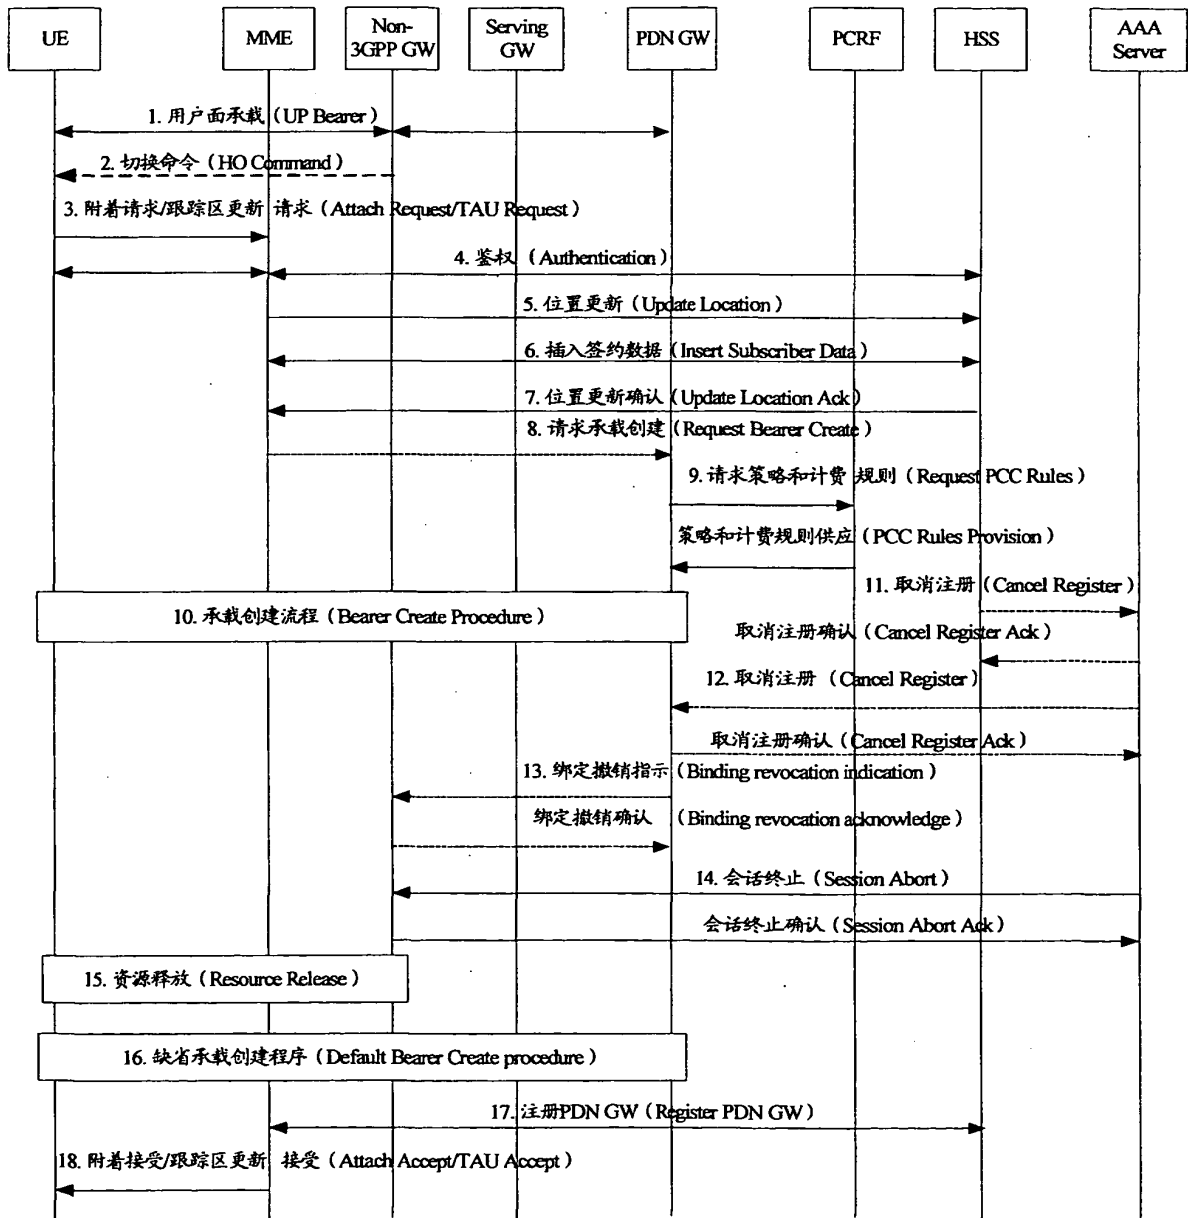 UE
MME
Non-
3GPP GW
Serving
GW
PDN GW
PCRF
HSS
AAA
Server
1. 用户面承载（UP Bearer）
2. 切换命令（HO Command）
3. 附着请求/跟踪区更新 请求（Attach Request/TAU Request）
4. 鉴权（Authentication）
5. 位置更新（Update Location）
6. 插入签约数据（Insert Subscriber Data）
7. 位置更新确认（Update Location Ack）
8. 请求承载创建（Request Bearer Create）
9. 请求策略和计费 规则（Request PCC Rules）
策略和计费规则供应（PCC Rules Provision）
11. 取消注册（Cancel Register）
10. 承载创建流程（Bearer Create Procedure）
取消注册确认（Cancel Register Ack）
12. 取消注册（Cancel Register）
取消注册确认（Cancel Register Ack）
13. 绑定撤销指示（Binding revocation indication）
绑定撤销确认（Binding revocation acknowledge）
14. 会话终止（Session Abort）
会话终止确认（Session Abort Ack）
15. 资源释放（Resource Release）
16. 缺省承载创建程序（Default Bearer Create procedure）
17. 注册PDN GW（Register PDN GW）
18. 附着接受/跟踪区更新 接受（Attach Accept/TAU Accept）